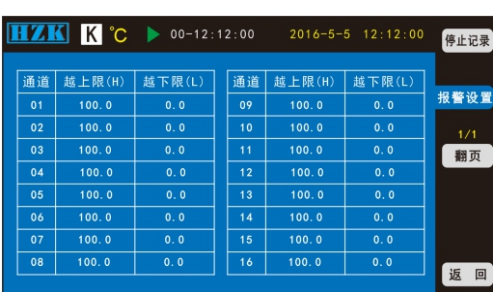 HZK K ℃ 00-12:12:00 2016-5-5 12:12:00 停止记录
通道 越上限(H) 越下限(L) 通道 越上限(H) 越下限(L)
01 100.0 0.0 09 100.0 0.0
02 100.0 0.0 10 100.0 0.0
03 100.0 0.0 11 100.0 0.0
04 100.0 0.0 12 100.0 0.0
05 100.0 0.0 13 100.0 0.0
06 100.0 0.0 14 100.0 0.0
07 100.0 0.0 15 100.0 0.0
08 100.0 0.0 16 100.0 0.0
报警设置
1/1
翻页
返 回